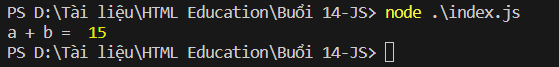 PS D:\Tài liệu\HTML Education\Buổi 14-JS> node .\index.js
a + b =  15
PS D:\Tài liệu\HTML Education\Buổi 14-JS>